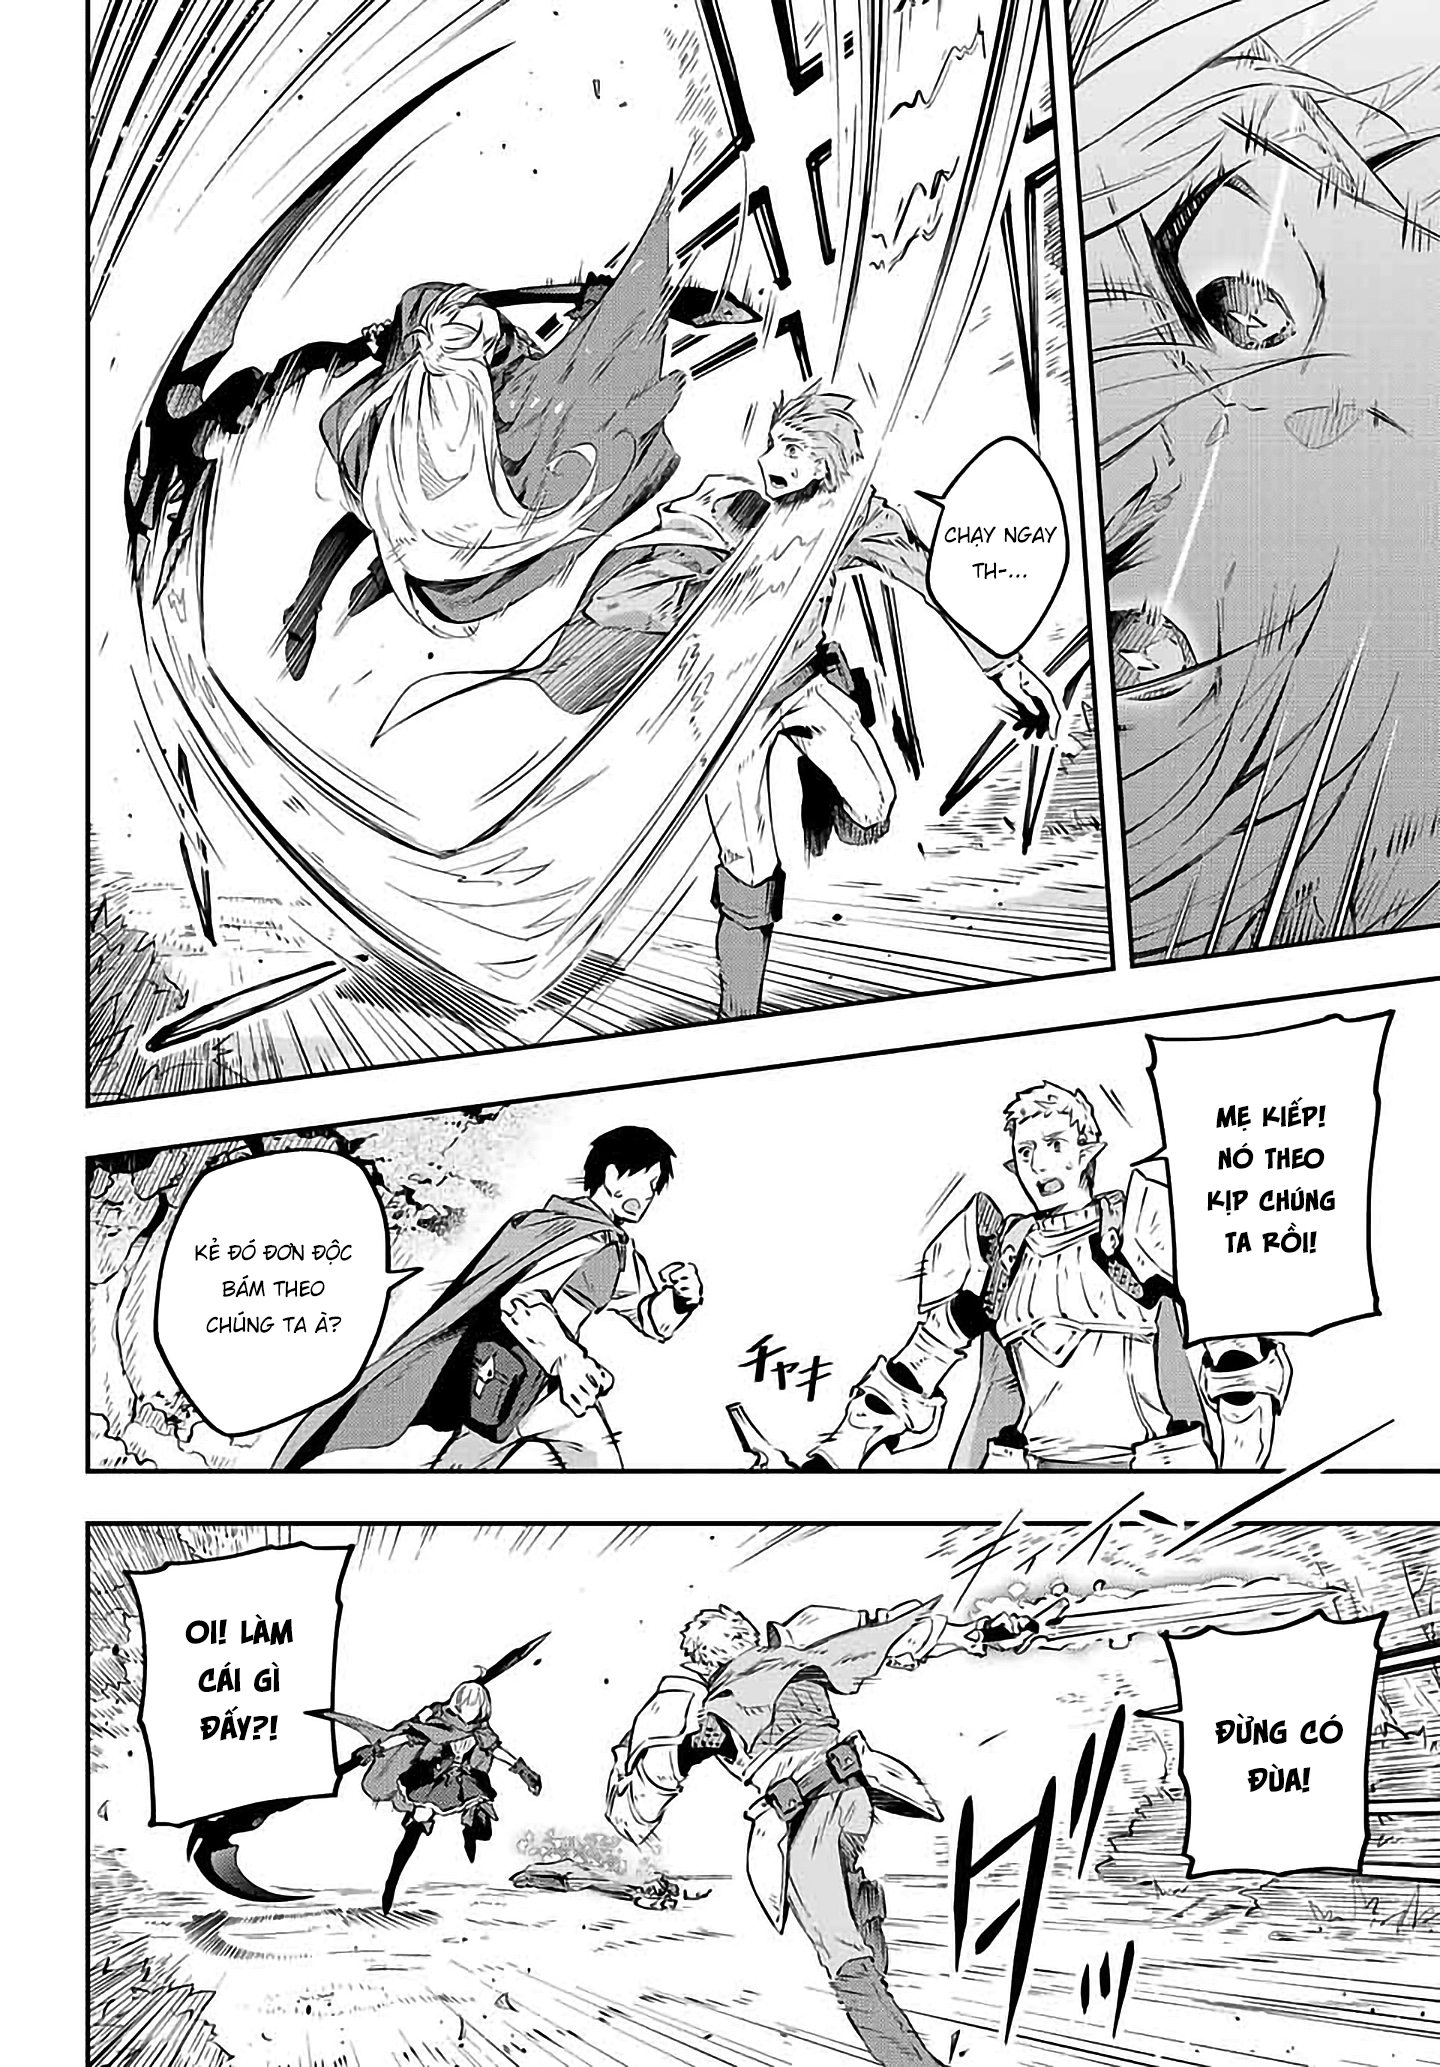 CHẠY NGAY
TH-...
MẸ KIẾP!
NÓ THEO
KỊP CHÚNG
TA RỒI!
KẺ ĐÓ ĐƠN ĐỘC
BÁM THEO
CHÚNG TA À?
チャキ
ĐỪNG CÓ
ĐÙA!
OI! LÀM
CÁI GÌ
ĐẤY?!